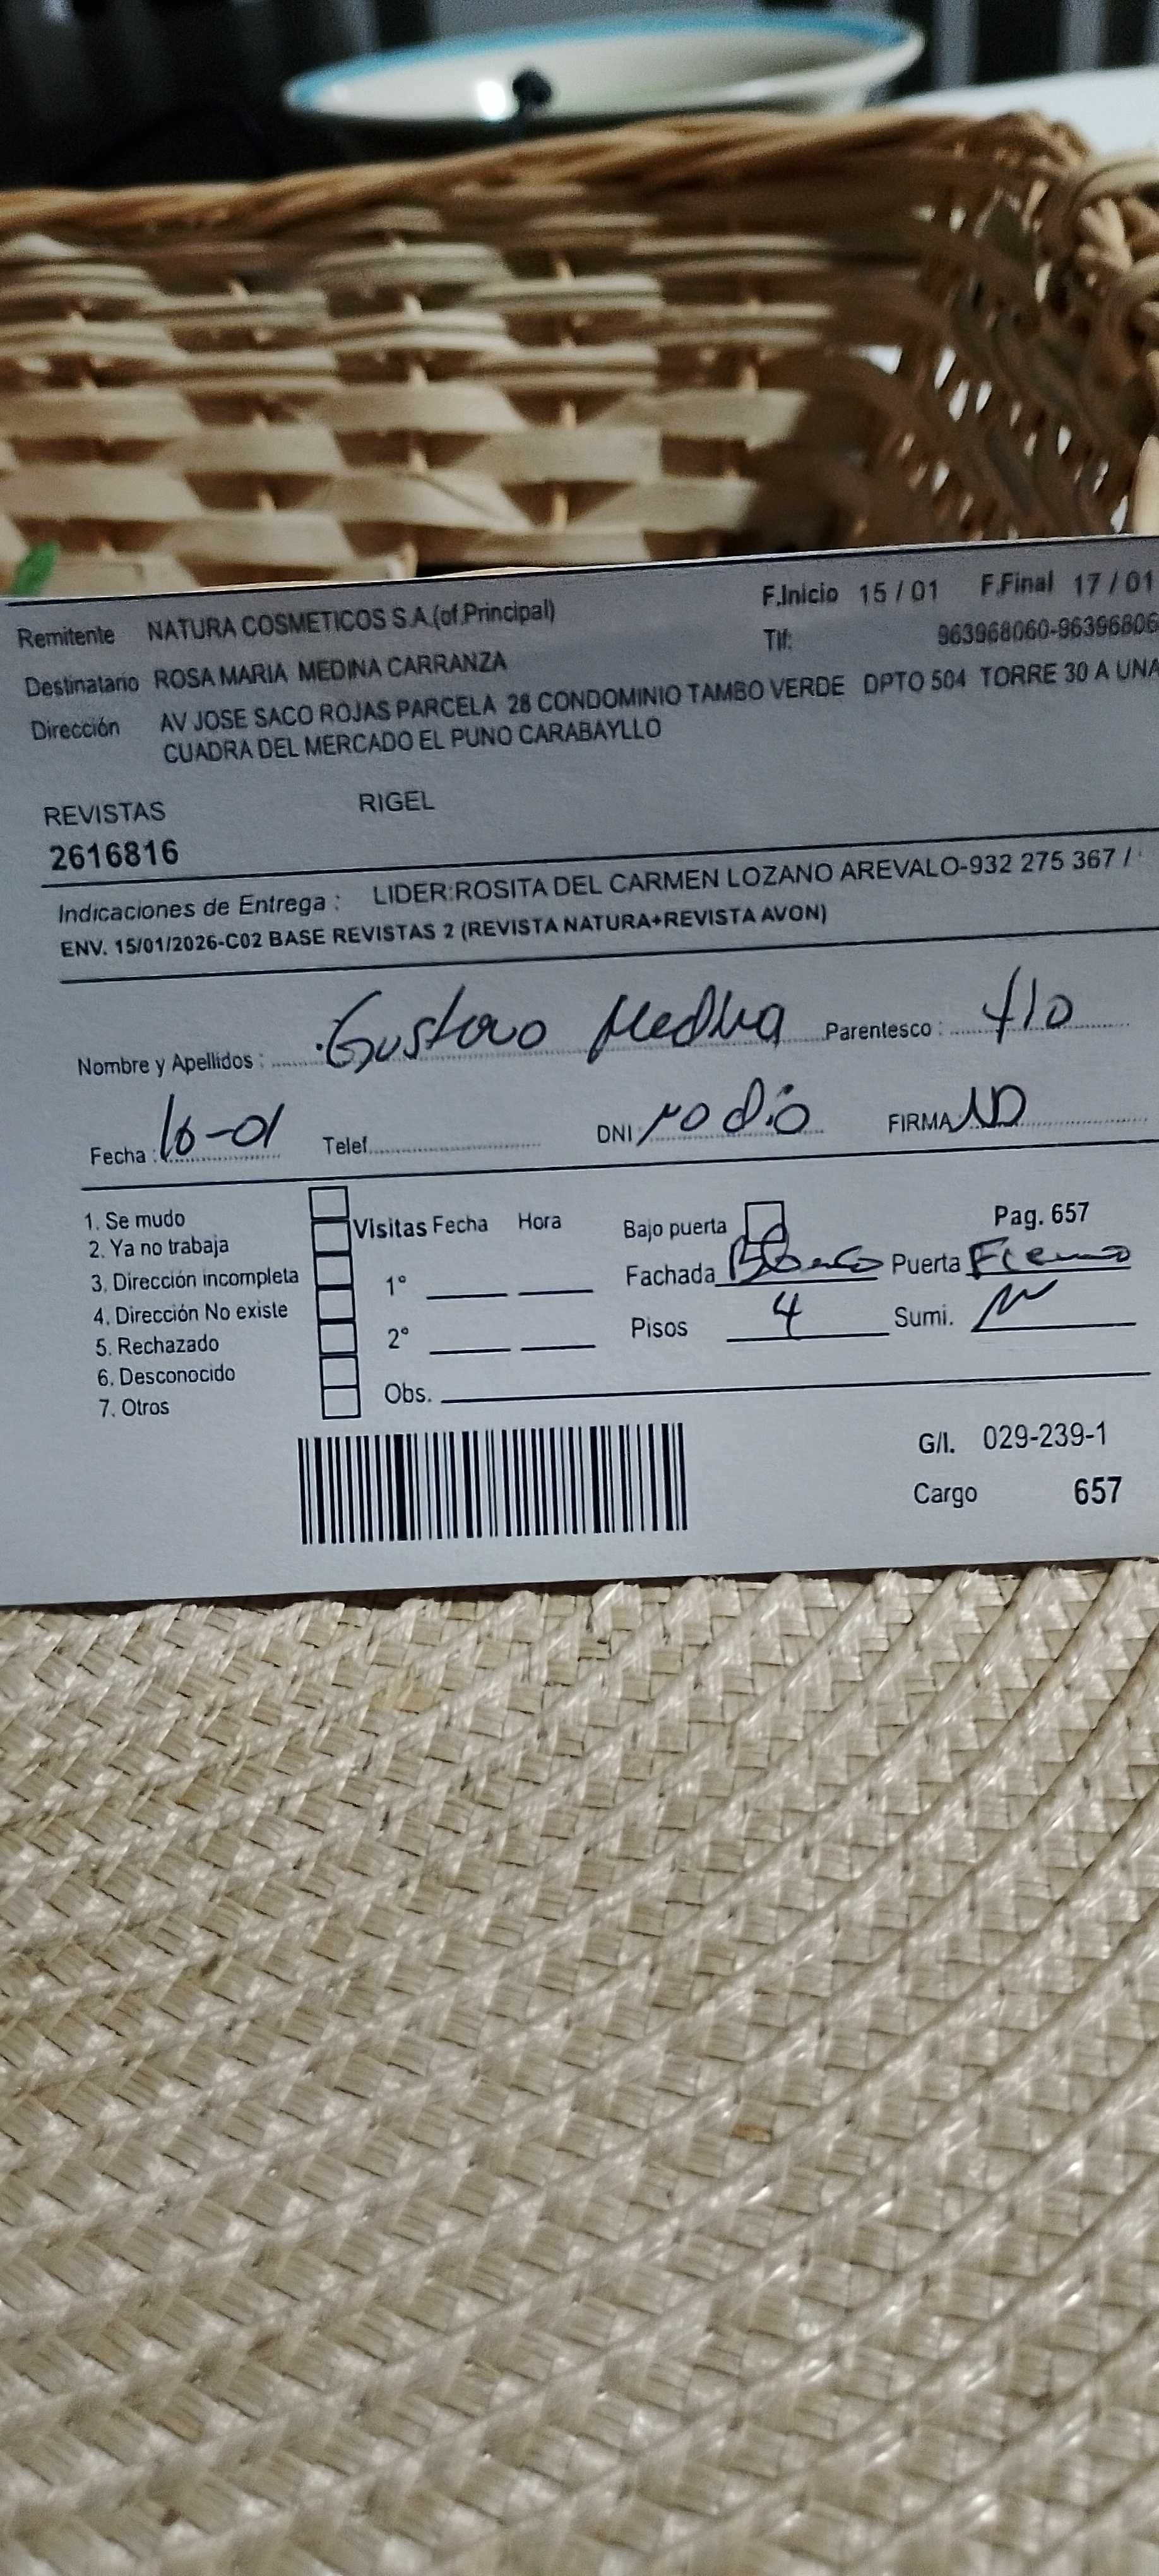 Remitente NATURA COSMETICOS S.A.(of.Principal) F.Inicio 15 / 01 F.Final 17 / 01
Tlf: 963968060-96396806
Destinatario ROSA MARIA MEDINA CARRANZA
Dirección AV JOSE SACO ROJAS PARCELA 28 CONDOMINIO TAMBO VERDE DPTO 504 TORRE 30 A UNA
CUADRA DEL MERCADO EL PUNO CARABAYLLO
REVISTAS RIGEL
2616816
Indicaciones de Entrega : LIDER:ROSITA DEL CARMEN LOZANO AREVALO-932 275 367 /
ENV. 15/01/2026-C02 BASE REVISTAS 2 (REVISTA NATURA+REVISTA AVON)
Nombre y Apellidos : Gustavo Medina Parentesco :
Fecha : 16-01 Telef. DNI no dio FIRMA
1. Se mudo
2. Ya no trabaja
3. Dirección incompleta
4. Dirección No existe
5. Rechazado
6. Desconocido
7. Otros
Visitas Fecha Hora
1°
2°
Obs.
Bajo puerta Pag. 657
Fachada Blanco Puerta
Pisos 4 Sumi.
G/I. 029-239-1
Cargo 657